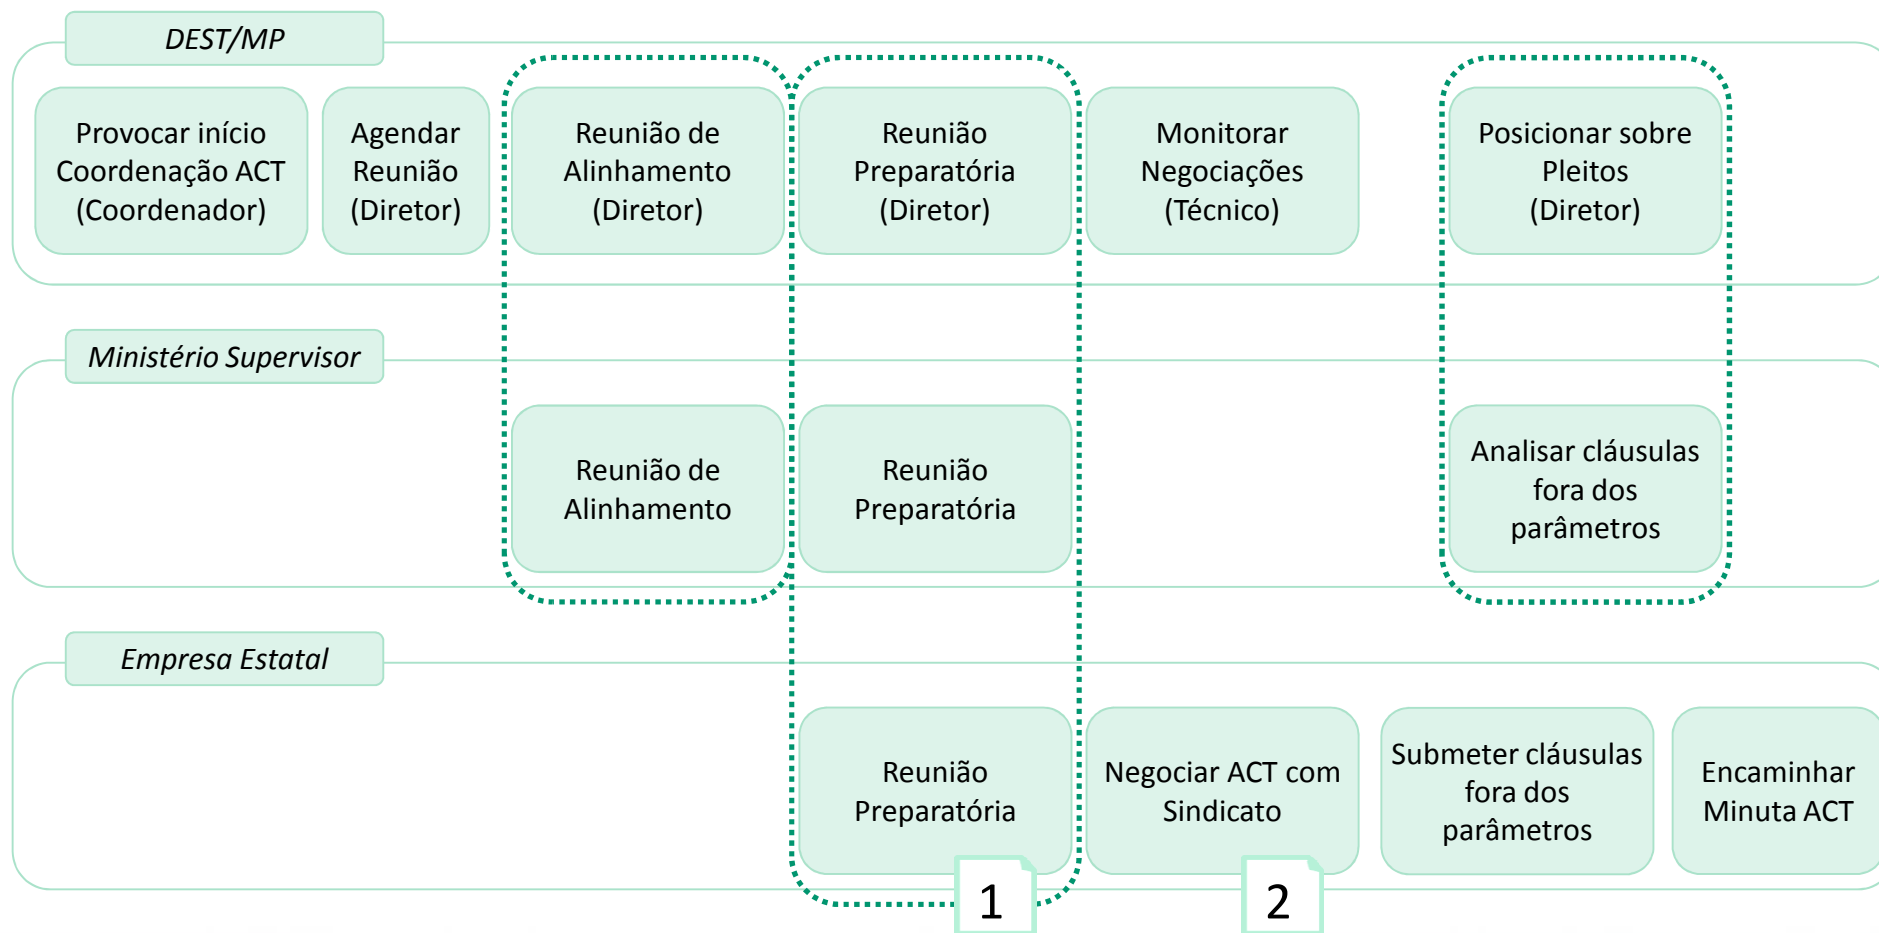 DEST/MP
Provocar início
Coordenação ACT
(Coordenador)
Agendar
Reunião
(Diretor)
Reunião de
Alinhamento
(Diretor)
Reunião
Preparatória
(Diretor)
Monitorar
Negociações
(Técnico)
Posicionar sobre
Pleitos
(Diretor)
Ministério Supervisor
Reunião de
Alinhamento
Reunião
Preparatória
Analisar cláusulas
fora dos
parâmetros
Empresa Estatal
Reunião
Preparatória
1
Negociar ACT com
Sindicato
2
Submeter cláusulas
fora dos
parâmetros
Encaminhar
Minuta ACT